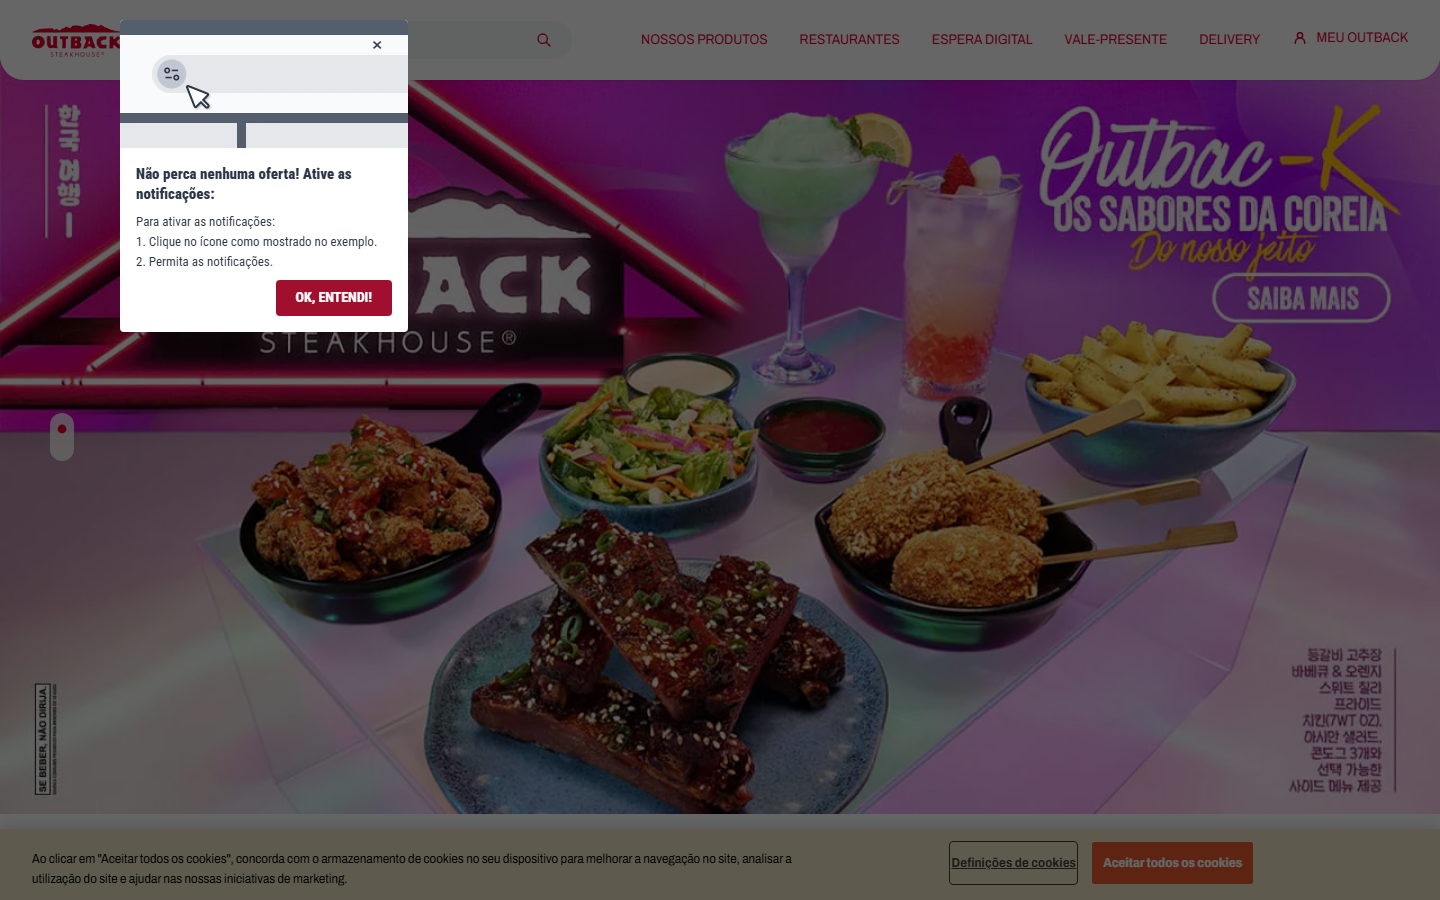 OUTBACK
STEAKHOUSE®
NOSSOS PRODUTOS
RESTAURANTES
ESPERA DIGITAL
VALE-PRESENTE
DELIVERY
MEU OUTBACK
Não perca nenhuma oferta! Ative as
notificações:
Para ativar as notificações:
1. Clique no ícone como mostrado no exemplo.
2. Permita as notificações.
OK, ENTENDI!
한국 여행
ACK
STEAKHOUSE®
Outbac-K
OS SABORES DA COREIA
Do nosso jeito
SAIBA MAIS
등갈비 고추장
바베큐 & 오렌지
스위트 칠리
프라이드
치킨(7WT OZ).
아시만 샐러드.
콘도그 3개와
선택 가능한
사이드 메뉴 제공
SE BEBER, NÃO DIRIJA.
Ao clicar em "Aceitar todos os cookies", concorda com o armazenamento de cookies no seu dispositivo para melhorar a navegação no site, analisar a
utilização do site e ajudar nas nossas iniciativas de marketing.
Definições de cookies
Aceitar todos os cookies